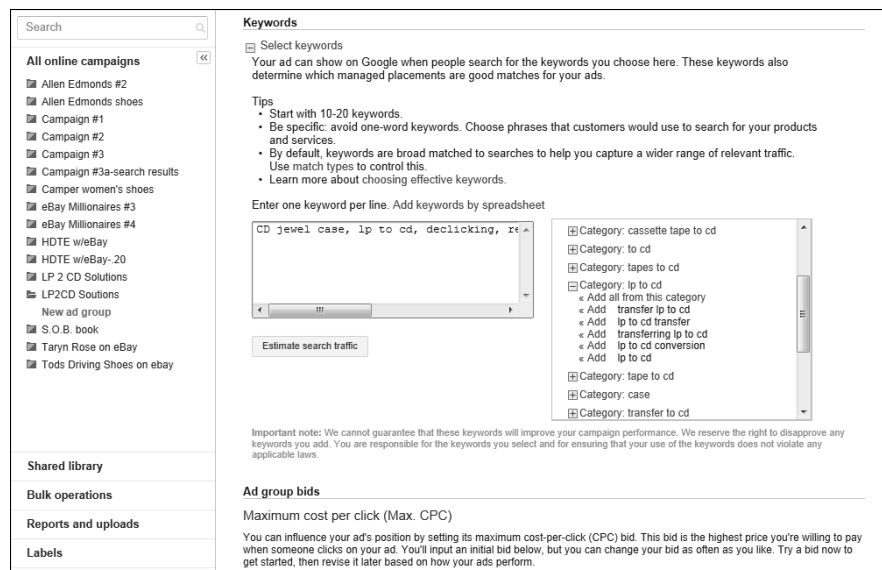 Search
All online campaigns
Allen Edmonds #2
Allen Edmonds shoes
Campaign #1
Campaign #2
Campaign #3
Campaign #3a-search results
Camper women's shoes
eBay Millionaires #3
eBay Millionaires #4
HDTE w/eBay
HDTE w/eBay-.20
LP 2 CD Solutions
LP2CD Soutions
New ad group
S.O.B. book
Taryn Rose on eBay
Tods Driving Shoes on ebay
Shared library
Bulk operations
Reports and uploads
Labels
Keywords
Select keywords
Your ad can show on Google when people search for the keywords you choose here. These keywords also
determine which managed placements are good matches for your ads.
Tips
• Start with 10-20 keywords.
• Be specific: avoid one-word keywords. Choose phrases that customers would use to search for your products
and services.
• By default, keywords are broad matched to searches to help you capture a wider range of relevant traffic.
Use match types to control this.
• Learn more about choosing effective keywords.
Enter one keyword per line. Add keywords by spreadsheet
CD jewel case, lp to cd, declicking, re
Estimate search traffic
Category: cassette tape to cd
Category: to cd
Category: tapes to cd
Category: lp to cd
« Add all from this category
« Add transfer lp to cd
« Add lp to cd transfer
« Add transferring lp to cd
« Add lp to cd conversion
« Add lp to cd
Category: tape to cd
Category: case
Category: transfer to cd
Important note: We cannot guarantee that these keywords will improve your campaign performance. We reserve the right to disapprove any
keywords you add. You are responsible for the keywords you select and for ensuring that your use of the keywords does not violate any
applicable laws.
Ad group bids
Maximum cost per click (Max. CPC)
You can influence your ad's position by setting its maximum cost-per-click (CPC) bid. This bid is the highest price you're willing to pay
when someone clicks on your ad. You'll input an initial bid below, but you can change your bid as often as you like. Try a bid now to
get started, then revise it later based on how your ads perform.